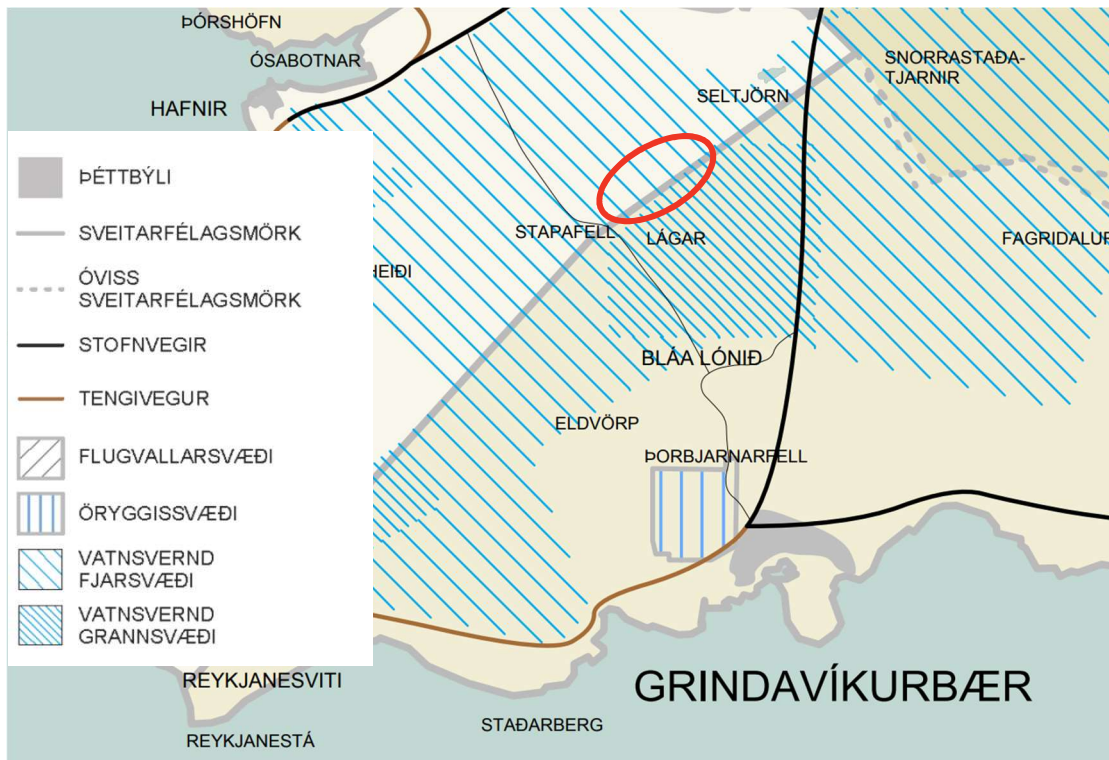 ÞÓRSHÖFN
ÓSABOTNAR
HAFNIR
SNORRASTAÐA-
TJARNIR
SELTJÖRN
STAPAFELL
LÁGAR
FAGRIDALUR
HEIÐI
BLÁA LÓNIÐ
ELDVÖRP
ÞORBJARNARFELL
ÞÉTTBÝLI
SVEITARFÉLAGSMÖRK
ÓVISS
SVEITARFÉLAGSMÖRK
STOFNVEGIR
TENGIVEGUR
FLUGVALLARSVÆÐI
ÖRYGGISSVÆÐI
VATNSVERND
FJARSVÆÐI
VATNSVERND
GRANNSVÆÐI
REYKJANESVITI
GRINDAVÍKURBÆR
STAÐARBERG
REYKJANESTÁ